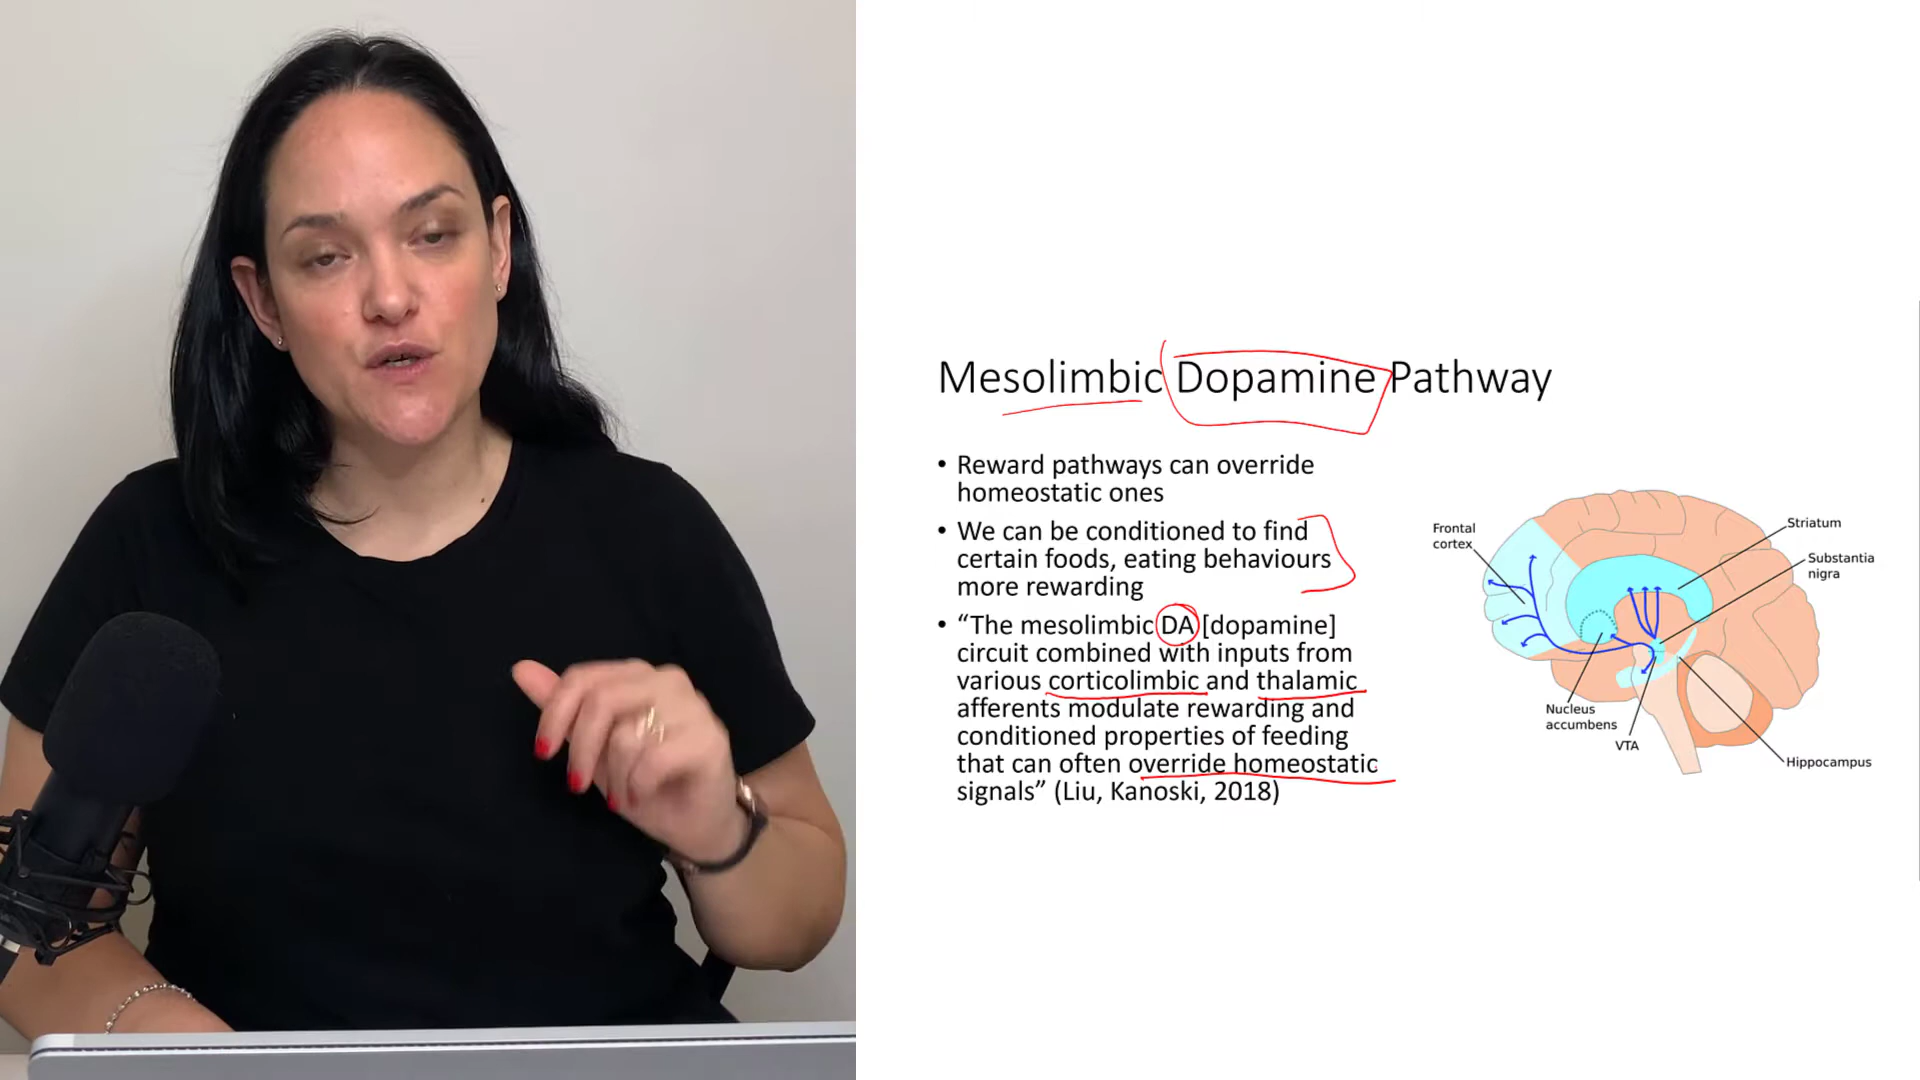 Mesolimbic Dopamine Pathway
• Reward pathways can override
homeostatic ones
• We can be conditioned to find
certain foods, eating behaviours
more rewarding
• “The mesolimbic DA [dopamine]
circuit combined with inputs from
various corticolimbic and thalamic
afferents modulate rewarding and
conditioned properties of feeding
that can often override homeostatic
signals” (Liu, Kanoski, 2018)
Frontal
cortex
Striatum
Substantia
nigra
Nucleus
accumbens
VTA
Hippocampus